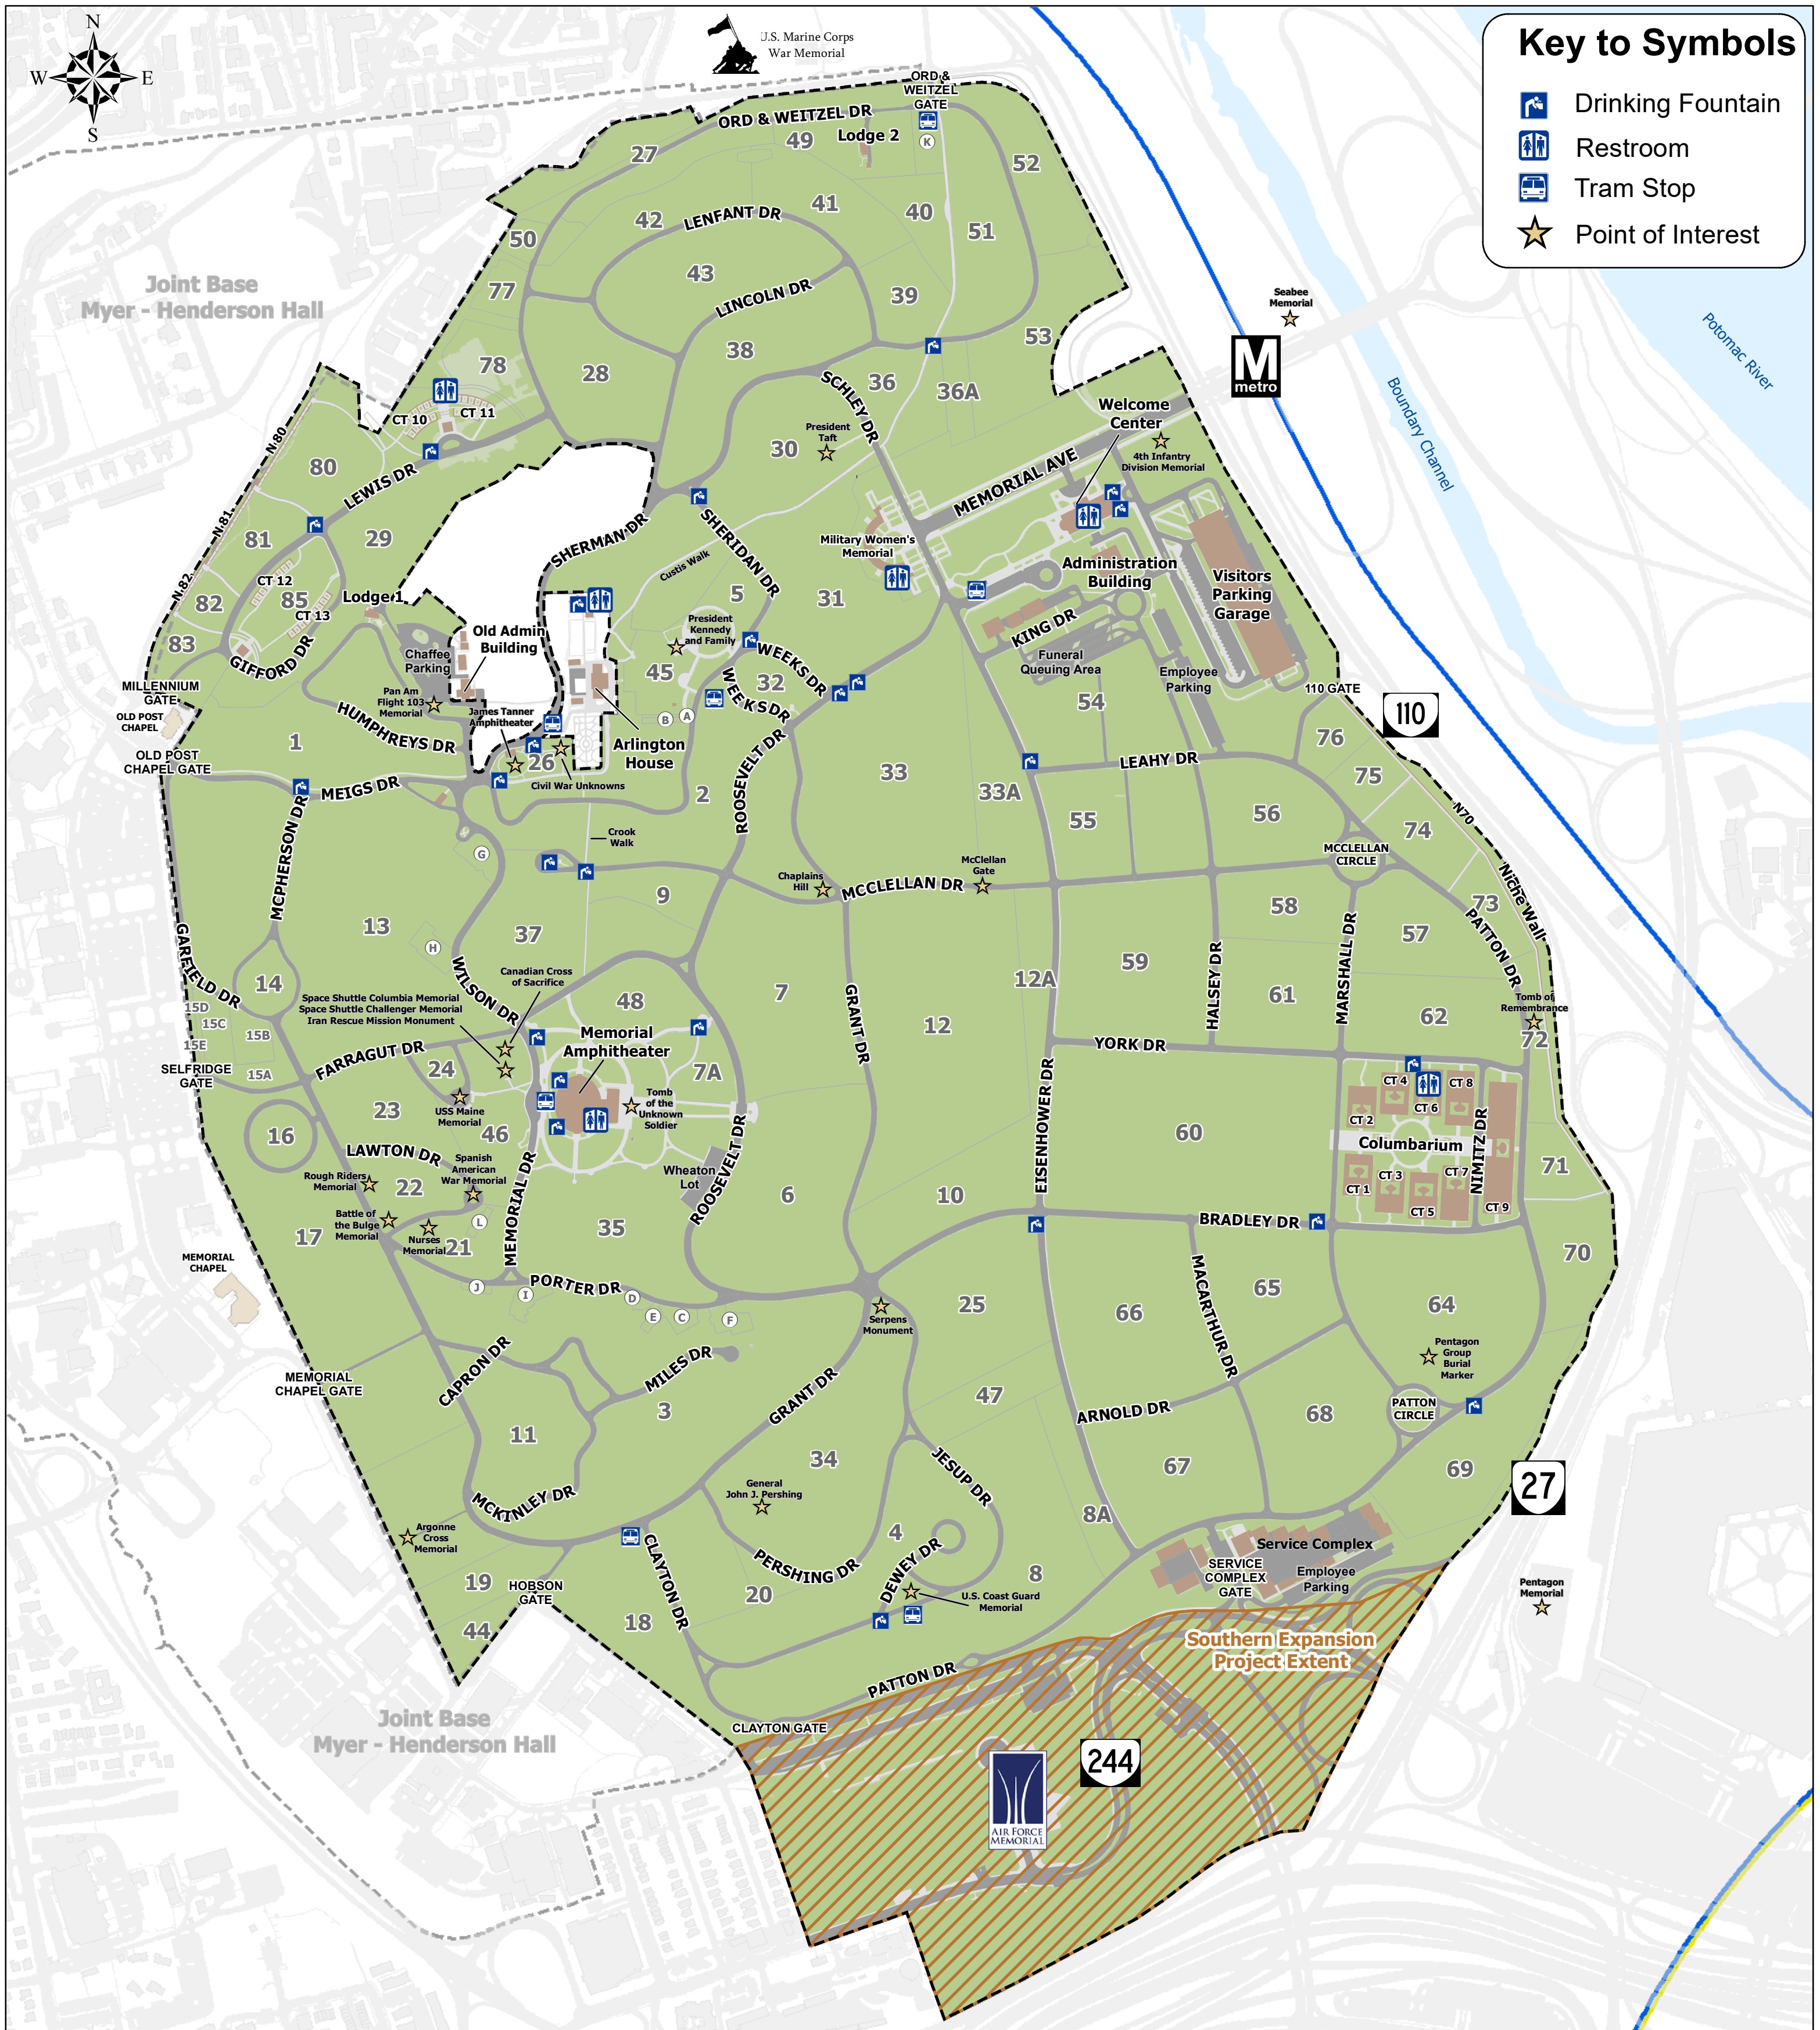 N
W
E
S
U.S. Marine Corps
War Memorial
Key to Symbols
Drinking Fountain
Restroom
Tram Stop
Point of Interest
ORD &
WEITZEL
GATE
ORD & WEITZEL DR
Lodge 2
K
49
27
52
41
42
LENFANT DR
40
51
50
43
77
LINCOLN DR
39
Joint Base
Myer - Henderson Hall
Seabee
Memorial
Potomac River
Boundary Channel
M
metro
53
38
78
28
36
36A
SCHLEY DR
CT 10
CT 11
President
Taft
30
Welcome
Center
4th Infantry
Division Memorial
MEMORIAL AVE
N 80
80
LEWIS DR
N 81
81
29
SHERMAN DR
SHERIDAN DR
Custis Walk
Military Women's
Memorial
Administration
Building
Visitors
Parking
Garage
N 82
82
CT 12
85
CT 13
Lodge 1
83
GIFFORD DR
5
31
KING DR
Funeral
Queuing Area
Employee
Parking
Old Admin
Building
Chaffee
Parking
President
Kennedy
and Family
45
WEEKS DR
32
WEEKS DR
54
110 GATE
110
MILLENNIUM
GATE
OLD POST
CHAPEL
Pan Am
Flight 103
Memorial
James Tanner
Amphitheater
B
A
Arlington
House
OLD POST
CHAPEL GATE
1
HUMPHREYS DR
26
Civil War Unknowns
ROOSEVELT DR
33
33A
LEAHY DR
76
75
MEIGS DR
2
MCPHERSON DR
Crook
Walk
G
55
56
74
N70
MCCLELLAN
CIRCLE
Chaplains
Hill
MCCLELLAN DR
McClellan
Gate
9
13
H
37
58
57
73
Niche Wall
PATTON DR
GARFIELD DR
14
WILSON DR
Canadian Cross
of Sacrifice
48
7
GRANT DR
12A
59
HALSEY DR
61
MARSHALL DR
62
Space Shuttle Columbia Memorial
Space Shuttle Challenger Memorial
Iran Rescue Mission Monument
15D
15C
15B
15E
15A
Memorial
Amphitheater
12
Tomb of
Remembrance
72
YORK DR
SELFRIDGE
GATE
FARRAGUT DR
24
7A
USS Maine
Memorial
Tomb
of the
Unknown
Soldier
CT 4
CT 8
CT 6
CT 2
23
16
46
LAWTON DR
EISENHOWER DR
60
Columbarium
NIMITZ DR
71
Rough Riders
Memorial
22
Spanish
American
War Memorial
MEMORIAL DR
Wheaton
Lot
ROOSEVELT DR
6
10
CT 1
CT 3
CT 7
CT 5
CT 9
Battle of
the Bulge
Memorial
17
Nurses
Memorial
L
21
35
BRADLEY DR
70
MEMORIAL
CHAPEL
J
I
PORTER DR
D
E
C
F
Serpens
Monument
25
66
MACARTHUR DR
65
64
Pentagon
Group
Burial
Marker
MEMORIAL
CHAPEL GATE
CAPRON DR
MILES DR
3
GRANT DR
47
ARNOLD DR
68
PATTON
CIRCLE
11
34
JESUP DR
67
69
27
MCKINLEY DR
General
John J. Pershing
8A
Argonne
Cross
Memorial
CLAYTON DR
PERSHING DR
4
DEWEY DR
8
Service Complex
SERVICE
COMPLEX
GATE
Employee
Parking
19
HOBSON
GATE
20
U.S. Coast Guard
Memorial
Pentagon
Memorial
44
18
Southern Expansion
Project Extent
PATTON DR
Joint Base
Myer - Henderson Hall
CLAYTON GATE
244
AIR FORCE
MEMORIAL